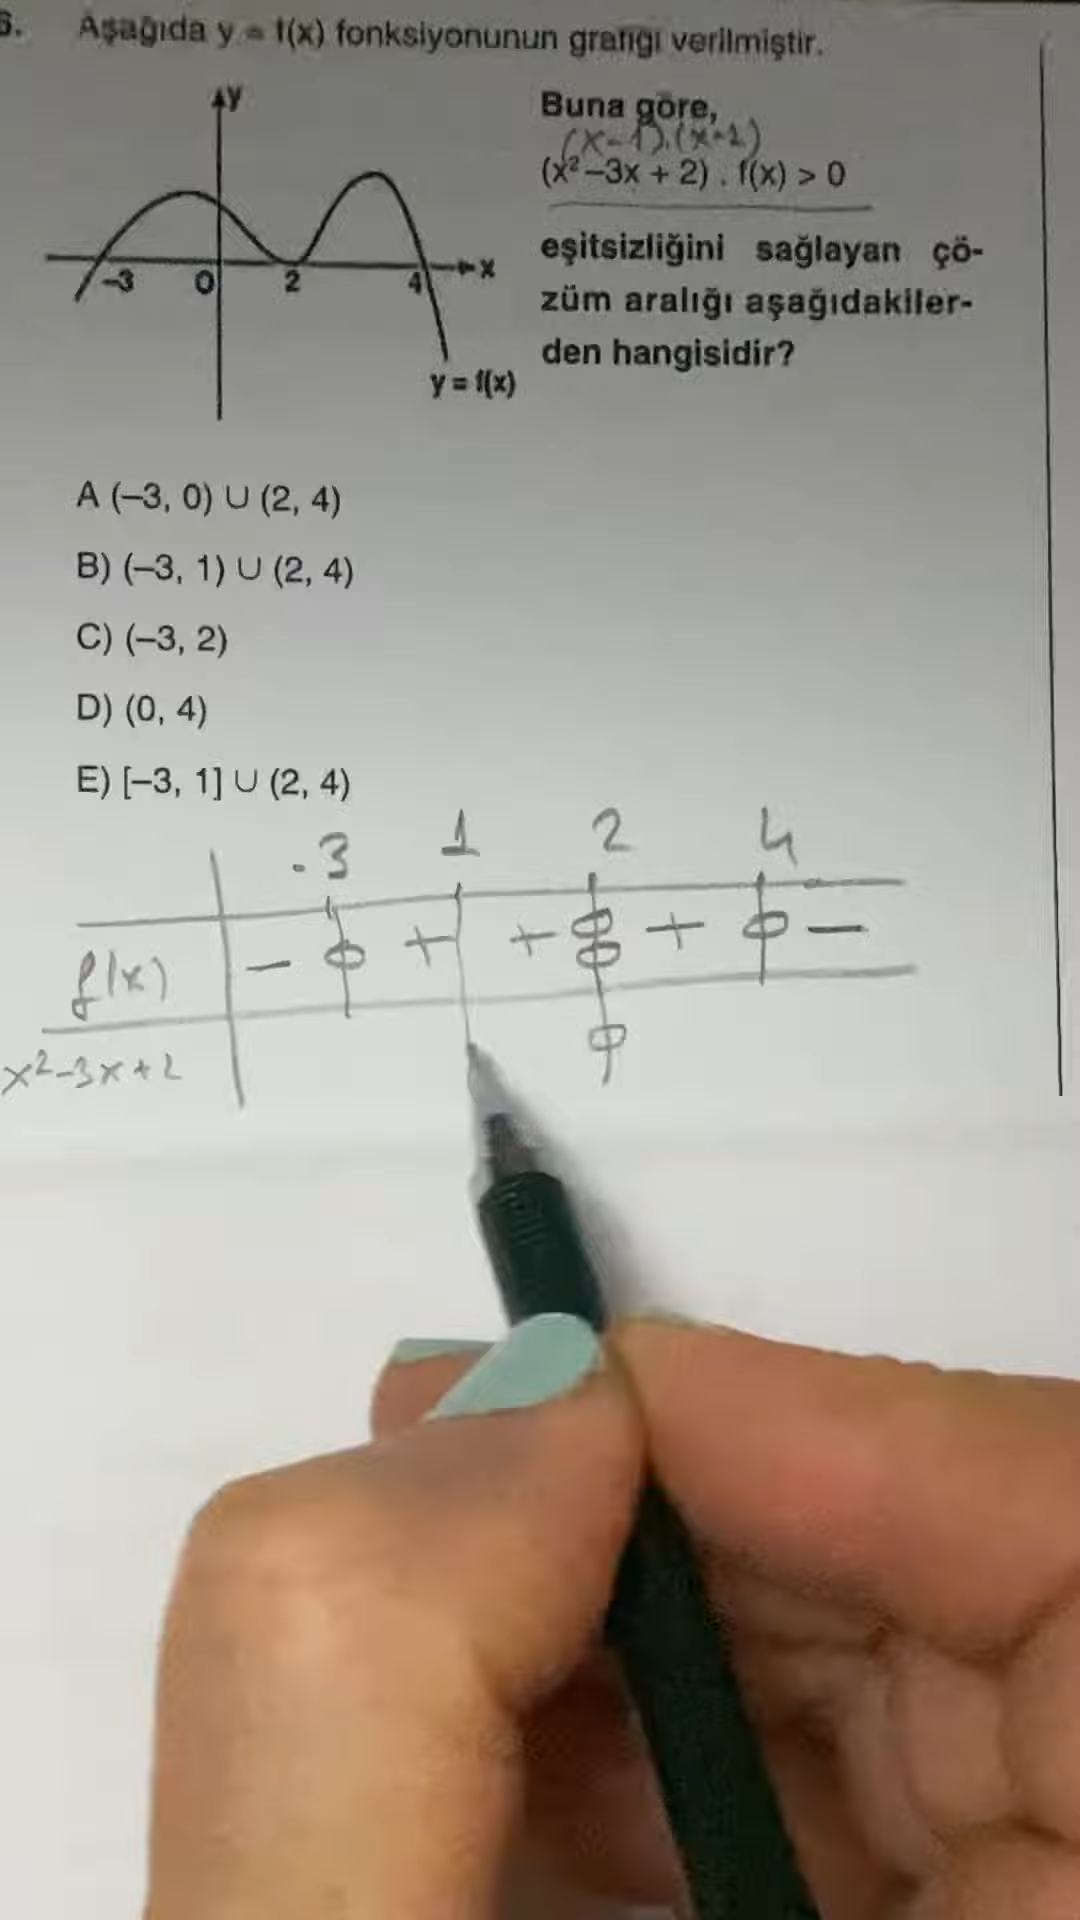 6. Aşağıda y = f(x) fonksiyonunun grafiği verilmiştir.
y
-3 0 2 4 x
y = f(x)
Buna göre,
(x-1).(x-2)
(x²–3x + 2) . f(x) > 0
eşitsizliğini sağlayan çö-
züm aralığı aşağıdakiler-
den hangisidir?
A (–3, 0) ∪ (2, 4)
B) (–3, 1) ∪ (2, 4)
C) (–3, 2)
D) (0, 4)
E) [–3, 1] ∪ (2, 4)
-3 1 2 4
f(x) - + + + -
x²-3x+2